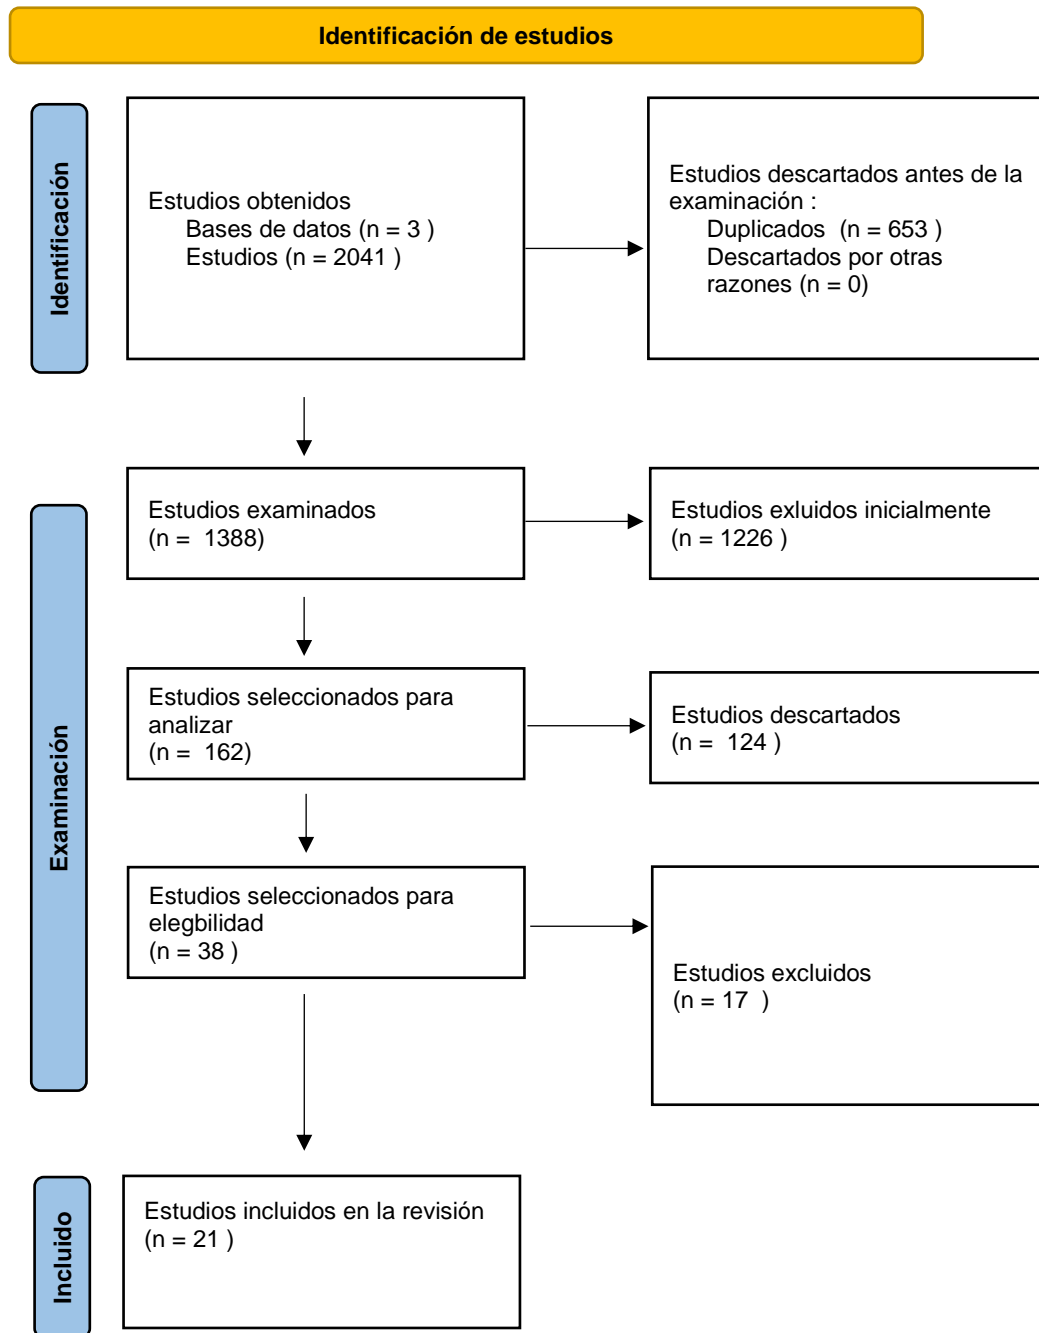 Identificación de estudios
Identificación
Estudios obtenidos
Bases de datos (n = 3 )
Estudios (n = 2041 )
Estudios descartados antes de la
examinación :
Duplicados  (n = 653 )
Descartados por otras
razones (n = 0)
Examinación
Estudios examinados
(n =  1388)
Estudios exluidos inicialmente
(n = 1226 )
Estudios seleccionados para
analizar
(n =  162)
Estudios descartados
(n =  124 )
Estudios seleccionados para
elegbilidad
(n = 38 )
Estudios excluidos
(n = 17  )
Incluido
Estudios incluidos en la revisión
(n = 21 )